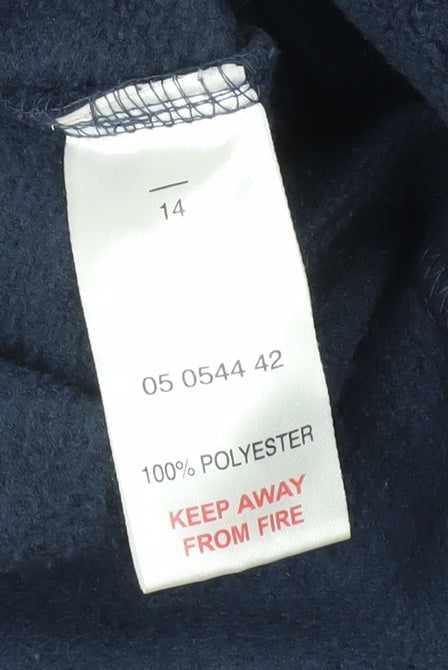 14
05 0544 42
100% POLYESTER
KEEP AWAY
FROM FIRE